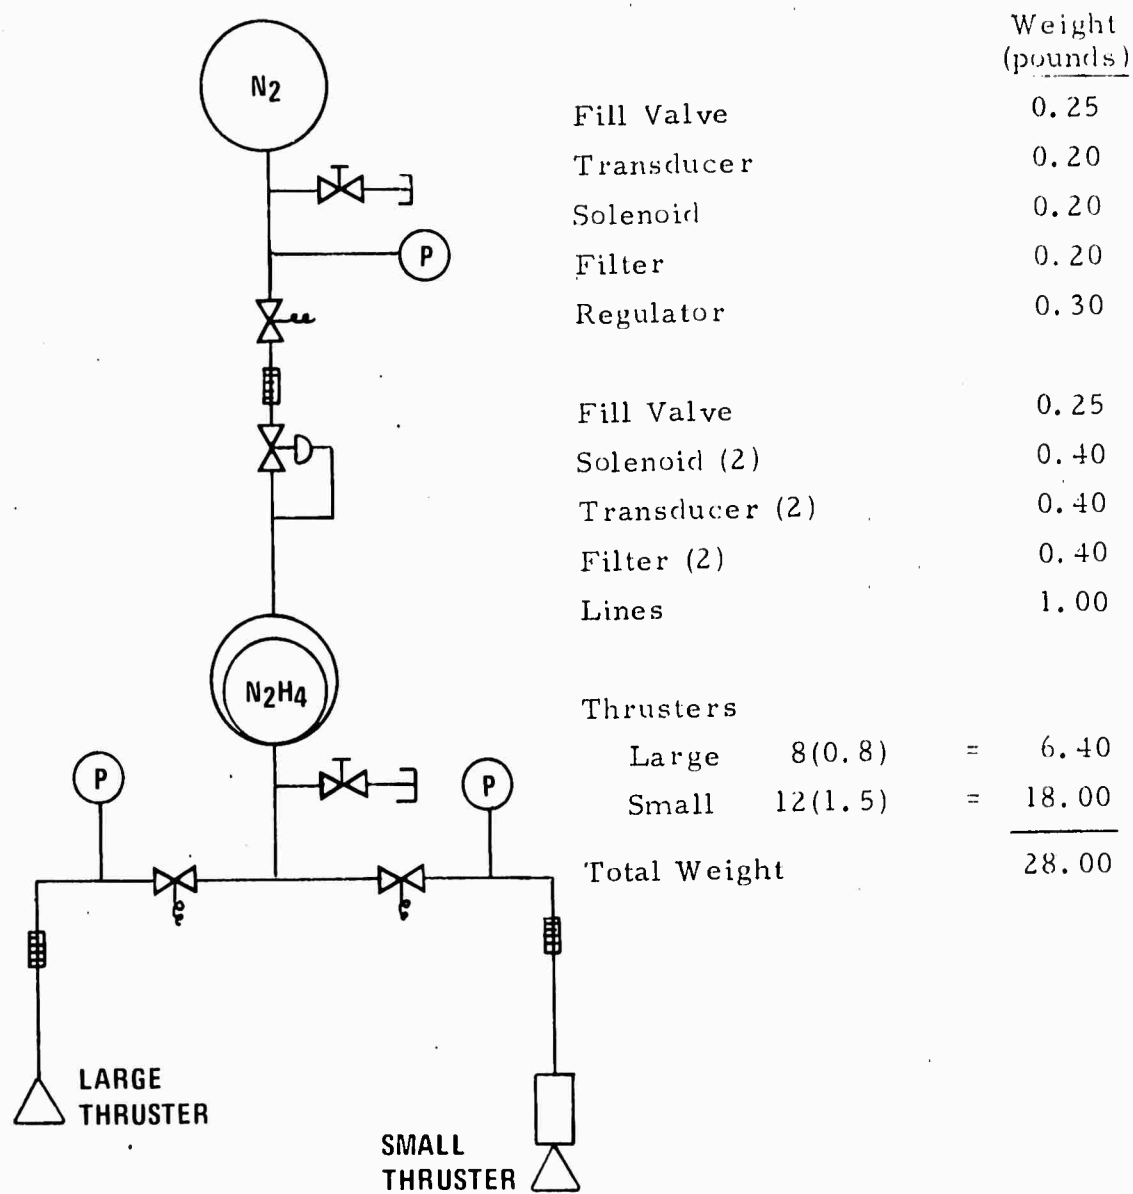 Weight
(pounds)
Fill Valve 0.25
Transducer 0.20
Solenoid 0.20
Filter 0.20
Regulator 0.30
Fill Valve 0.25
Solenoid (2) 0.40
Transducer (2) 0.40
Filter (2) 0.40
Lines 1.00
Thrusters
Large 8(0.8) = 6.40
Small 12(1.5) = 18.00
Total Weight 28.00
N2
P
N2H4
P
P
LARGE
THRUSTER
SMALL
THRUSTER